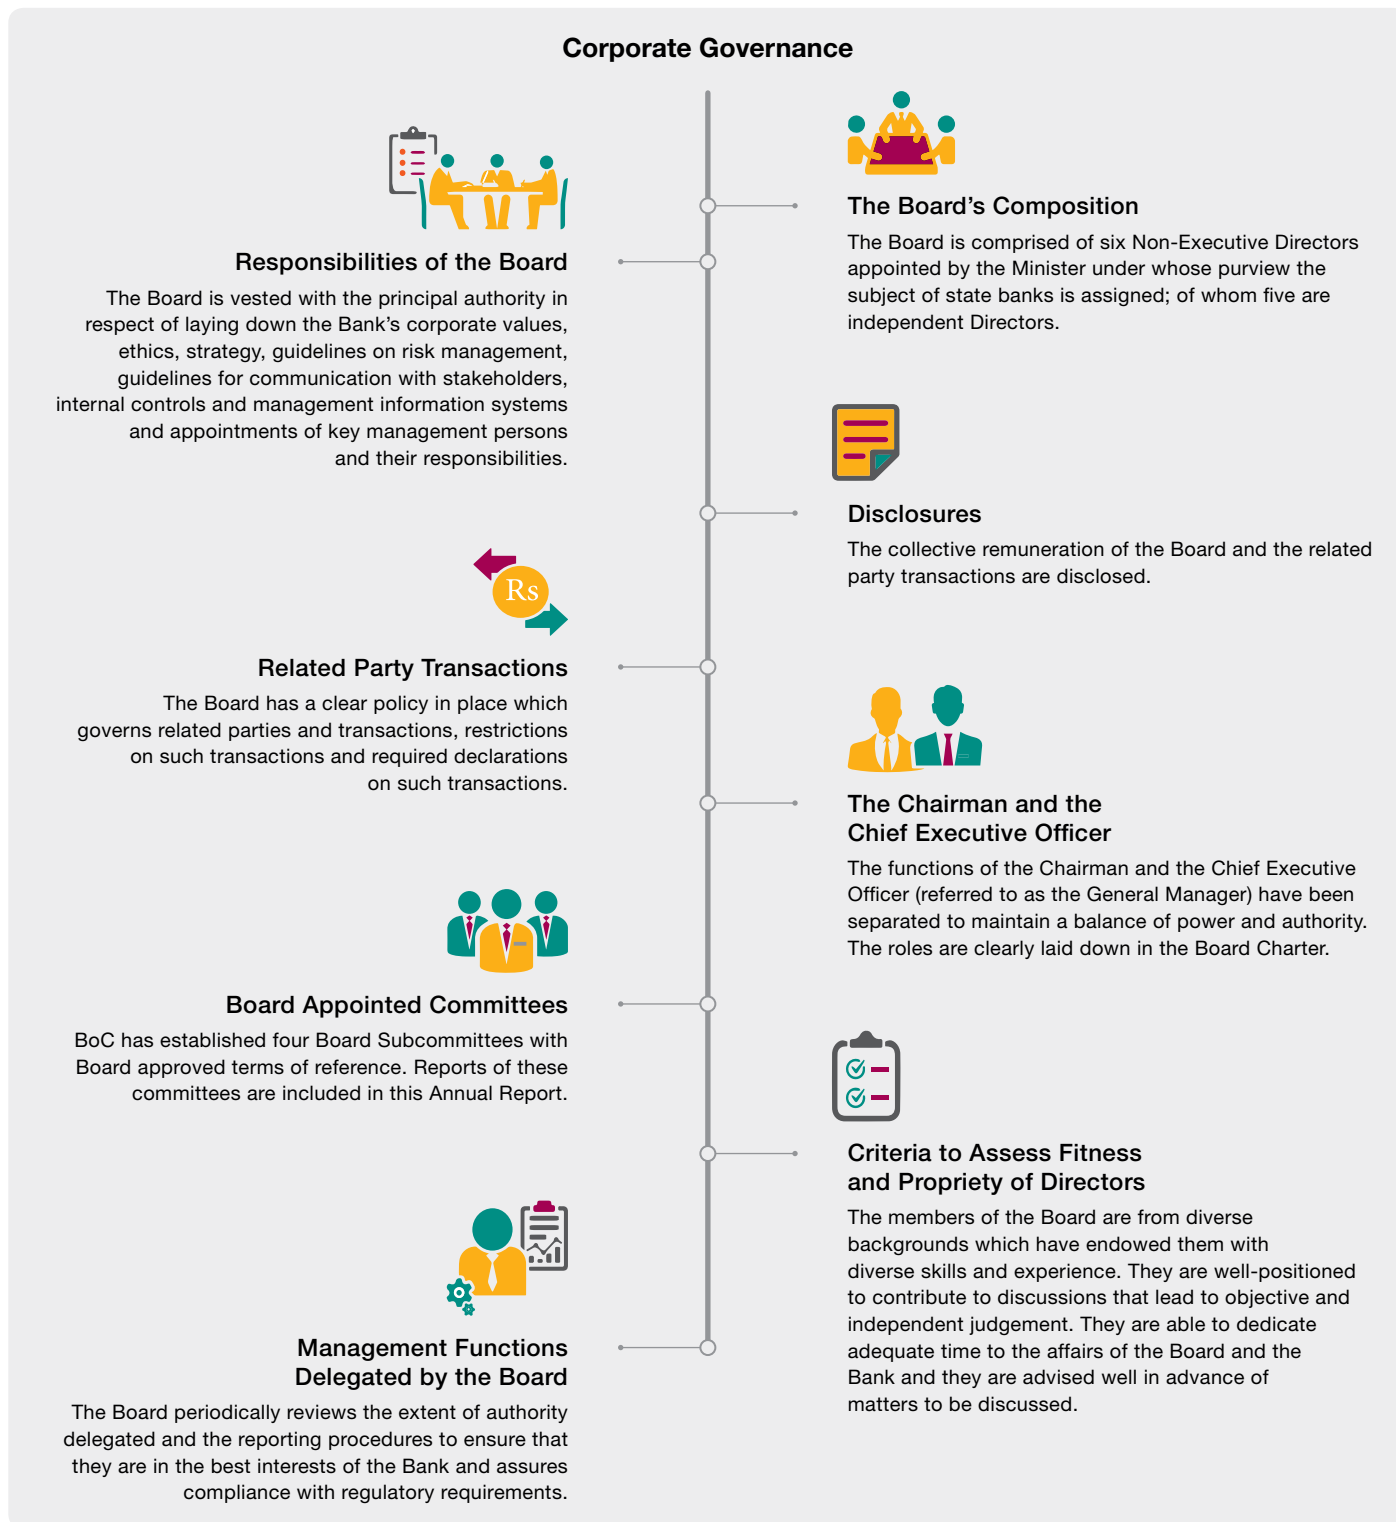 Corporate Governance
The Board’s Composition
The Board is comprised of six Non-Executive Directors
appointed by the Minister under whose purview the
subject of state banks is assigned; of whom five are
independent Directors.
Responsibilities of the Board
The Board is vested with the principal authority in
respect of laying down the Bank’s corporate values,
ethics, strategy, guidelines on risk management,
guidelines for communication with stakeholders,
internal controls and management information systems
and appointments of key management persons
and their responsibilities.
Disclosures
The collective remuneration of the Board and the related
party transactions are disclosed.
Rs
Related Party Transactions
The Board has a clear policy in place which
governs related parties and transactions, restrictions
on such transactions and required declarations
on such transactions.
The Chairman and the
Chief Executive Officer
The functions of the Chairman and the Chief Executive
Officer (referred to as the General Manager) have been
separated to maintain a balance of power and authority.
The roles are clearly laid down in the Board Charter.
Board Appointed Committees
BoC has established four Board Subcommittees with
Board approved terms of reference. Reports of these
committees are included in this Annual Report.
Criteria to Assess Fitness
and Propriety of Directors
The members of the Board are from diverse
backgrounds which have endowed them with
diverse skills and experience. They are well-positioned
to contribute to discussions that lead to objective and
independent judgement. They are able to dedicate
adequate time to the affairs of the Board and the
Bank and they are advised well in advance of
matters to be discussed.
Management Functions
Delegated by the Board
The Board periodically reviews the extent of authority
delegated and the reporting procedures to ensure that
they are in the best interests of the Bank and assures
compliance with regulatory requirements.